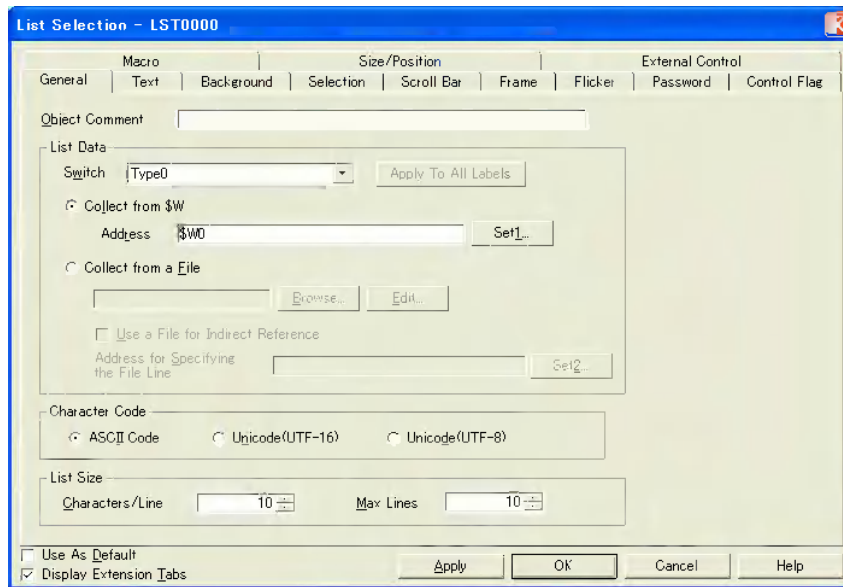 List Selection - LST0000
Macro Size/Position External Control
General Text Background Selection Scroll Bar Frame Flicker Password Control Flag
Object Comment
List Data
Switch Type0 Apply To All Labels
Collect from $W
Address $W0 Set1...
Collect from a File
Browse... Edit...
Use a File for Indirect Reference
Address for Specifying
the File Line Set2...
Character Code
ASCII Code Unicode(UTF-16) Unicode(UTF-8)
List Size
Characters/Line 10 Max Lines 10
Use As Default
Display Extension Tabs Apply OK Cancel Help